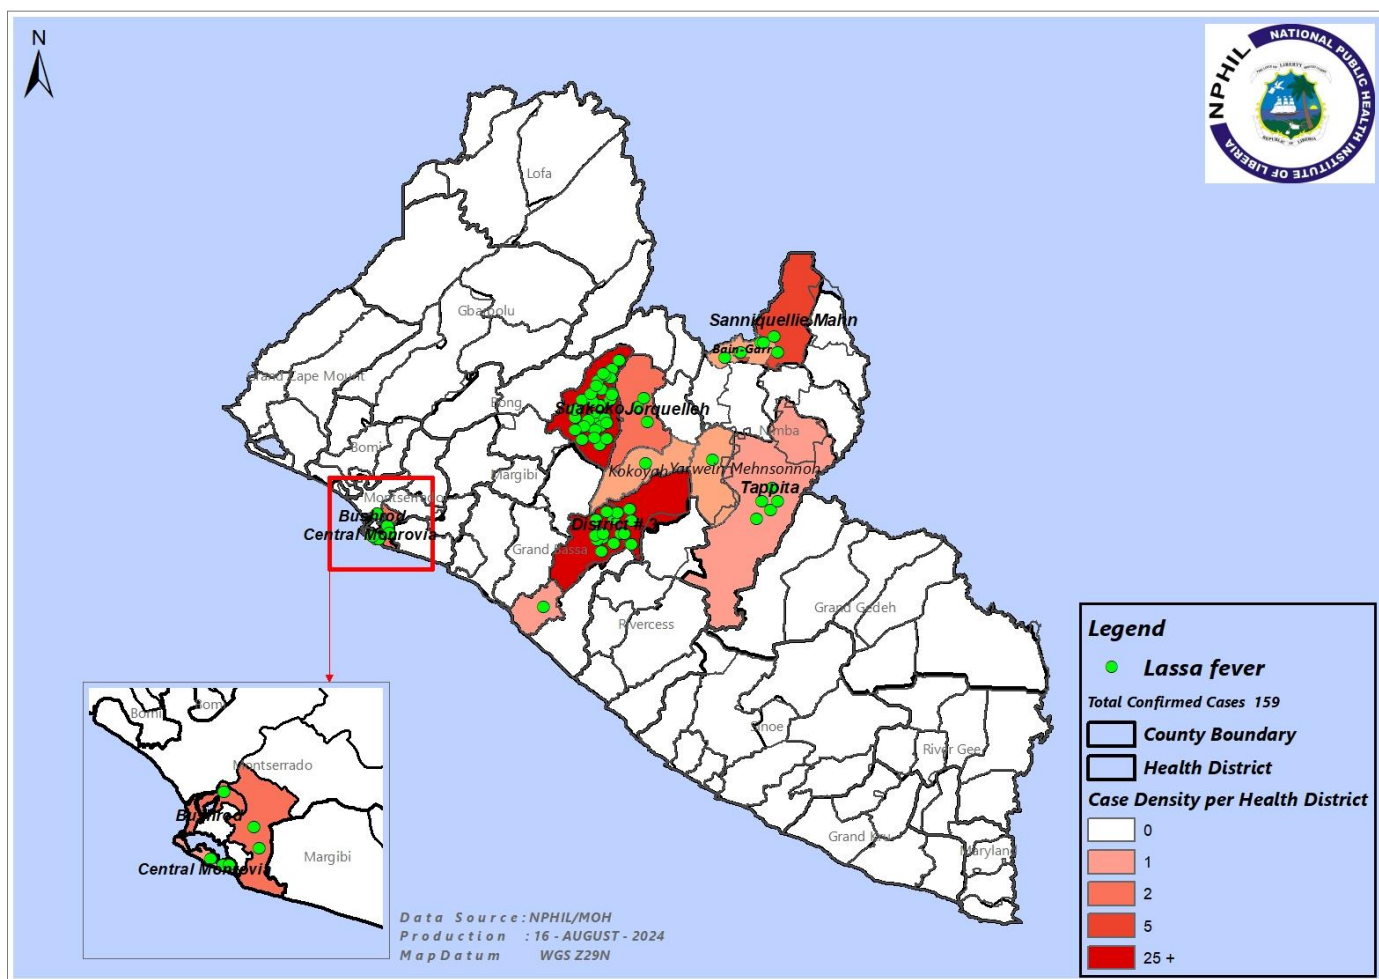 N
NPHIL
NATIONAL PUBLIC HEALTH INSTITUTE OF LIBERIA
REPUBLIC OF LIBERIA
Lofa
Gbarpolu
Sanniquellie-Mahn
Bain-Garr
Grand Cape Mount
Bong
Suakoko
Jorquelleh
Nimba
Bomi
Margibi
Kokoyah
Yarwein Mehnsonnoh
Tappita
Montserrado
Bushrod
Central Monrovia
District # 3
Grand Bassa
Rivercess
Grand Gedeh
Sinoe
River Gee
Grand Kru
Maryland
Bomi
Bomi
Montserrado
Bushrod
Margibi
Central Monrovia
Data Source: NPHIL/MOH
Production : 16 - AUGUST - 2024
MapDatum WGS Z29N
Legend
Lassa fever
Total Confirmed Cases 159
County Boundary
Health District
Case Density per Health District
0
1
2
5
25 +